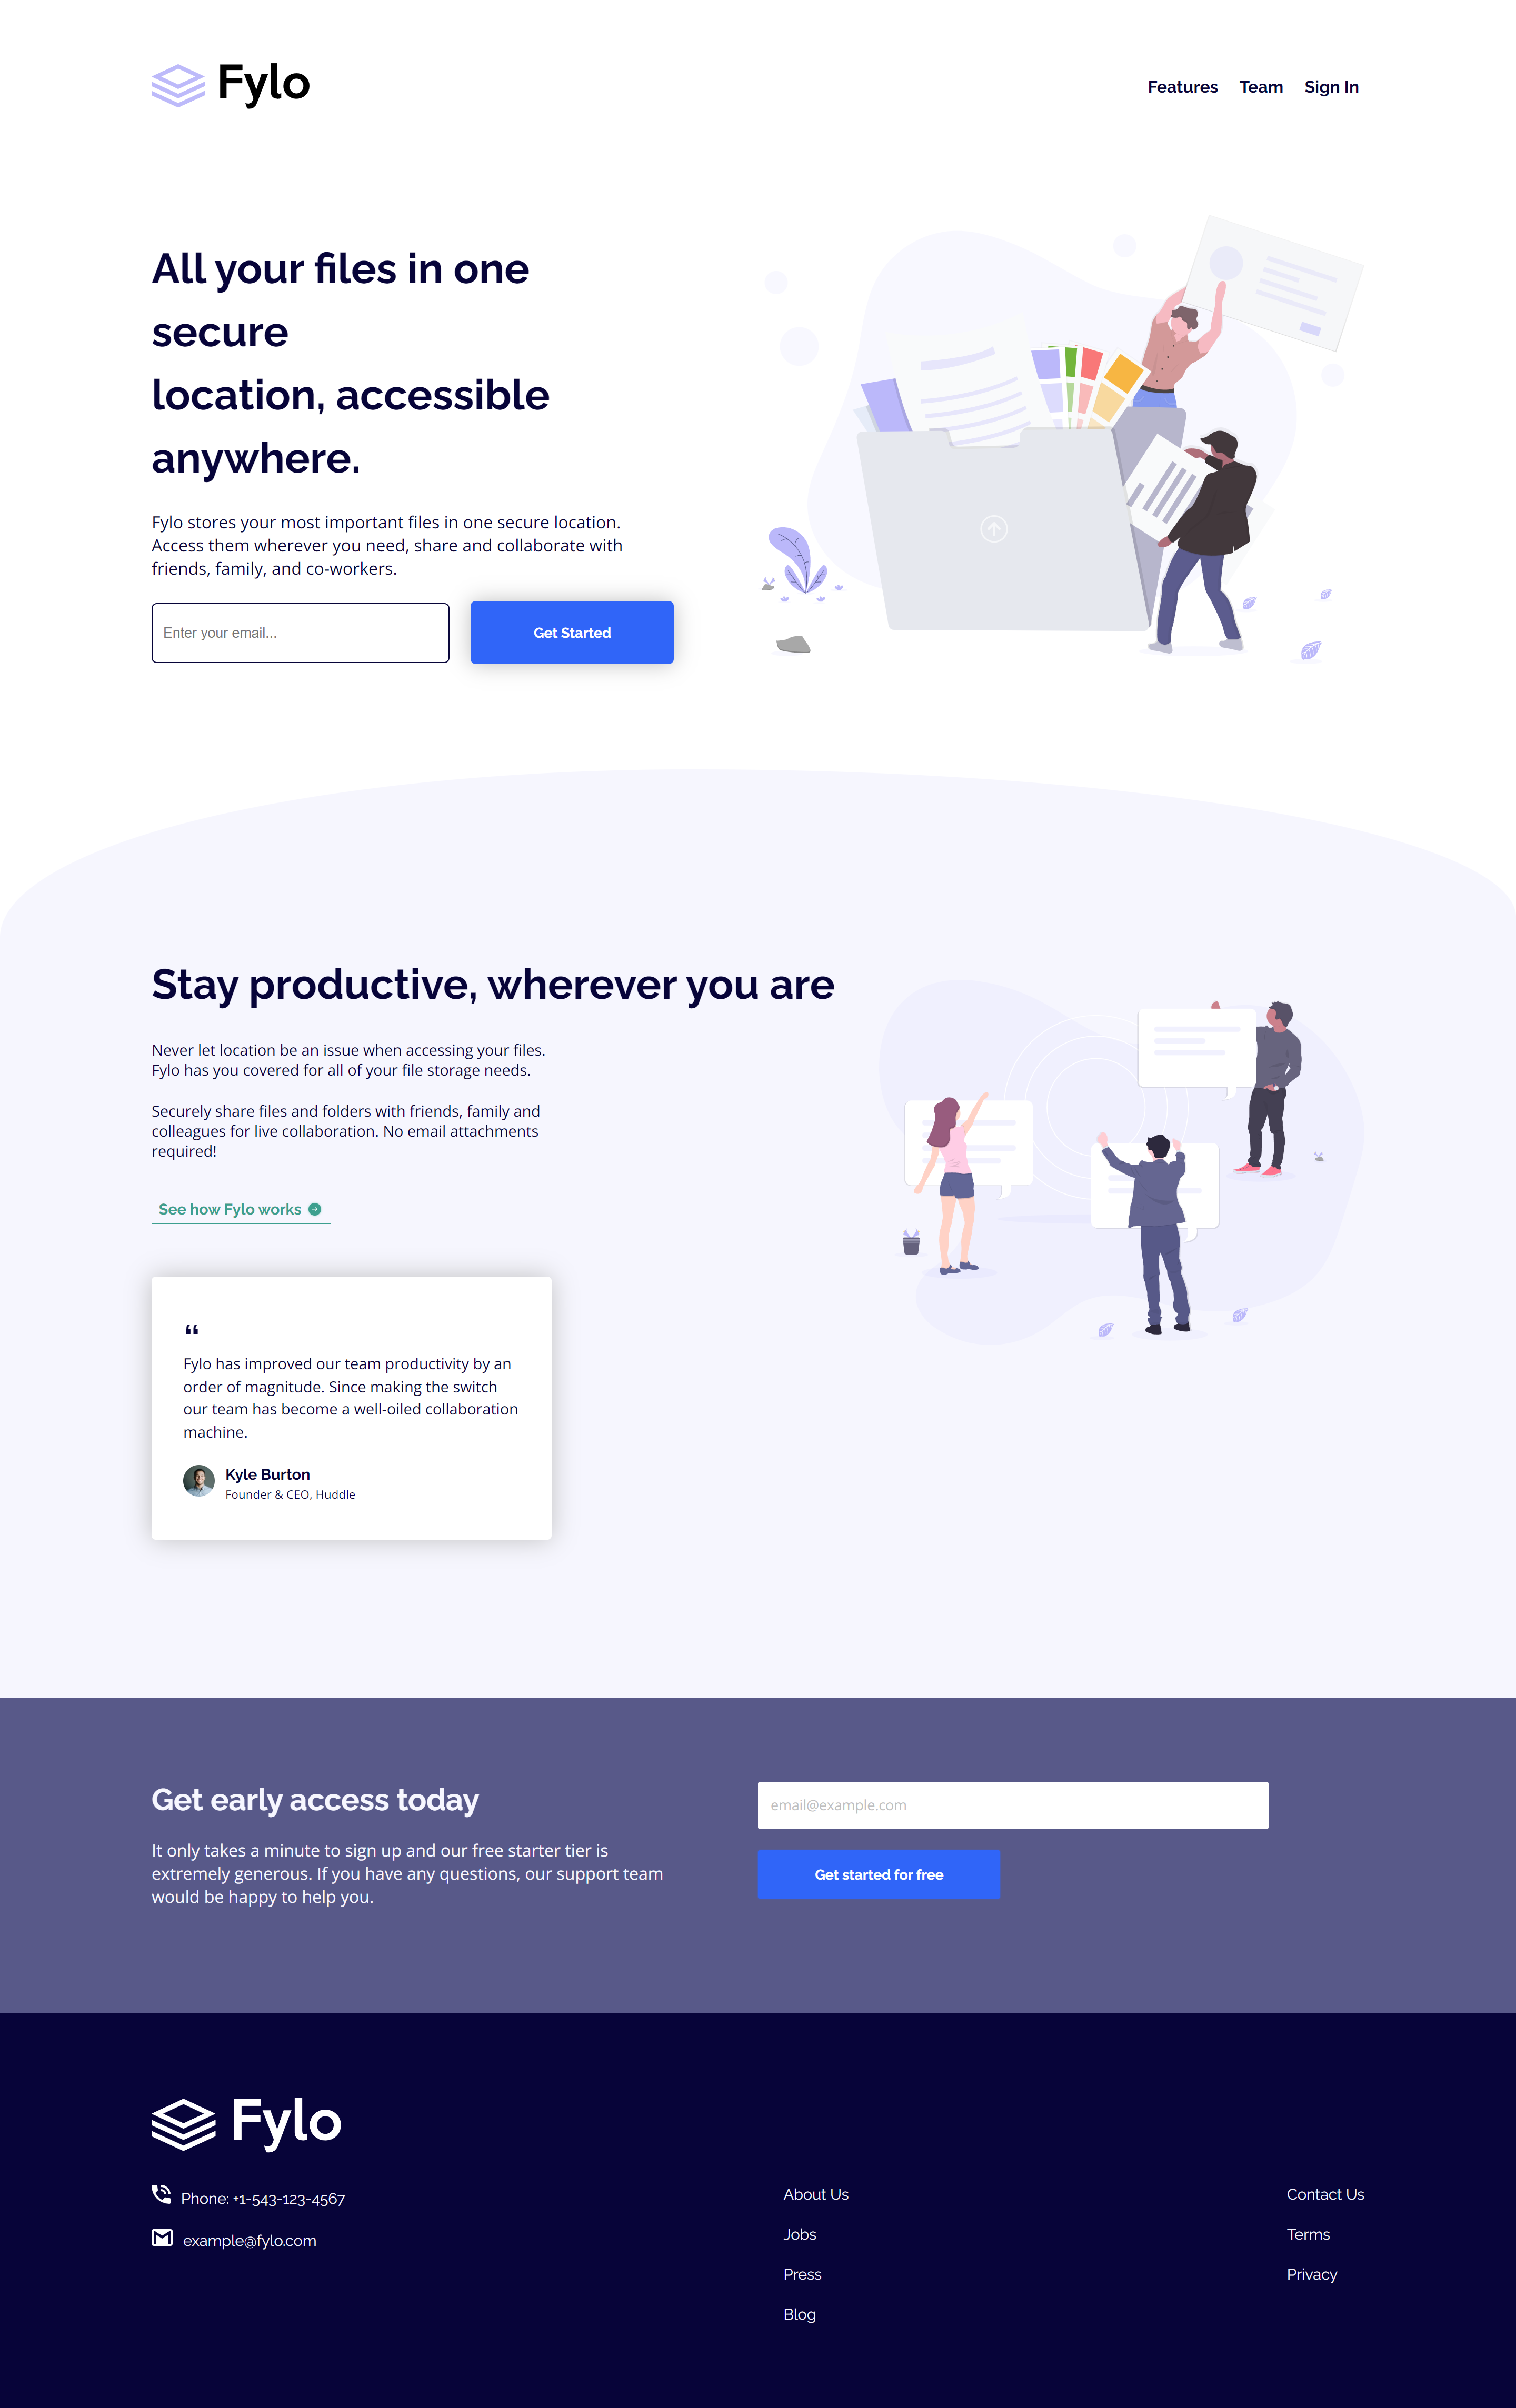 Fylo
Features Team Sign In
All your files in one
secure
location, accessible
anywhere.
Fylo stores your most important files in one secure location.
Access them wherever you need, share and collaborate with
friends, family, and co-workers.
Enter your email...
Get Started
Stay productive, wherever you are
Never let location be an issue when accessing your files.
Fylo has you covered for all of your file storage needs.
Securely share files and folders with friends, family and
colleagues for live collaboration. No email attachments
required!
See how Fylo works
“
Fylo has improved our team productivity by an
order of magnitude. Since making the switch
our team has become a well-oiled collaboration
machine.
Kyle Burton
Founder & CEO, Huddle
Get early access today
It only takes a minute to sign up and our free starter tier is
extremely generous. If you have any questions, our support team
would be happy to help you.
email@example.com
Get started for free
Fylo
Phone: +1-543-123-4567
example@fylo.com
About Us
Jobs
Press
Blog
Contact Us
Terms
Privacy